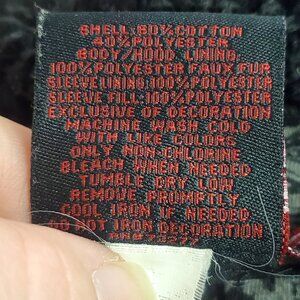 SHELL:60%COTTON
40%POLYESTER
BODY/HOOD LINING:
100%POLYESTER FAUX FUR
SLEEVE LINING:100%POLYESTER
SLEEVE FILL:100%POLYESTER
EXCLUSIVE OF DECORATION
MACHINE WASH COLD
WITH LIKE COLORS
ONLY NON-CHLORINE
BLEACH WHEN NEEDED
TUMBLE DRY LOW
REMOVE PROMPTLY
COOL IRON IF NEEDED
DO NOT IRON DECORATION